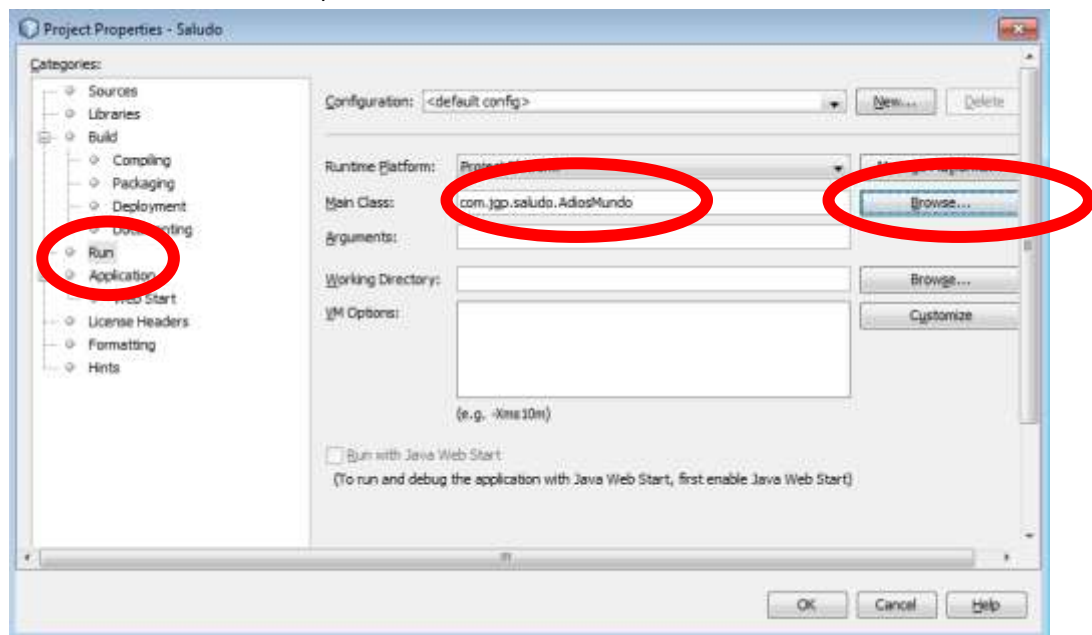 Project Properties - Saludo
Categories:
Sources
Libraries
Build
Compiling
Packaging
Deployment
Documenting
Run
Application
Web Start
License Headers
Formatting
Hints
Configuration: <default config> New... Delete
Runtime Platform: Project
Main Class: com.jgp.saludo.AdiosMundo Browse...
Arguments:
Working Directory: Browse...
VM Options: Customize
(e.g. -Xms10m)
Run with Java Web Start
(To run and debug the application with Java Web Start, first enable Java Web Start)
OK Cancel Help